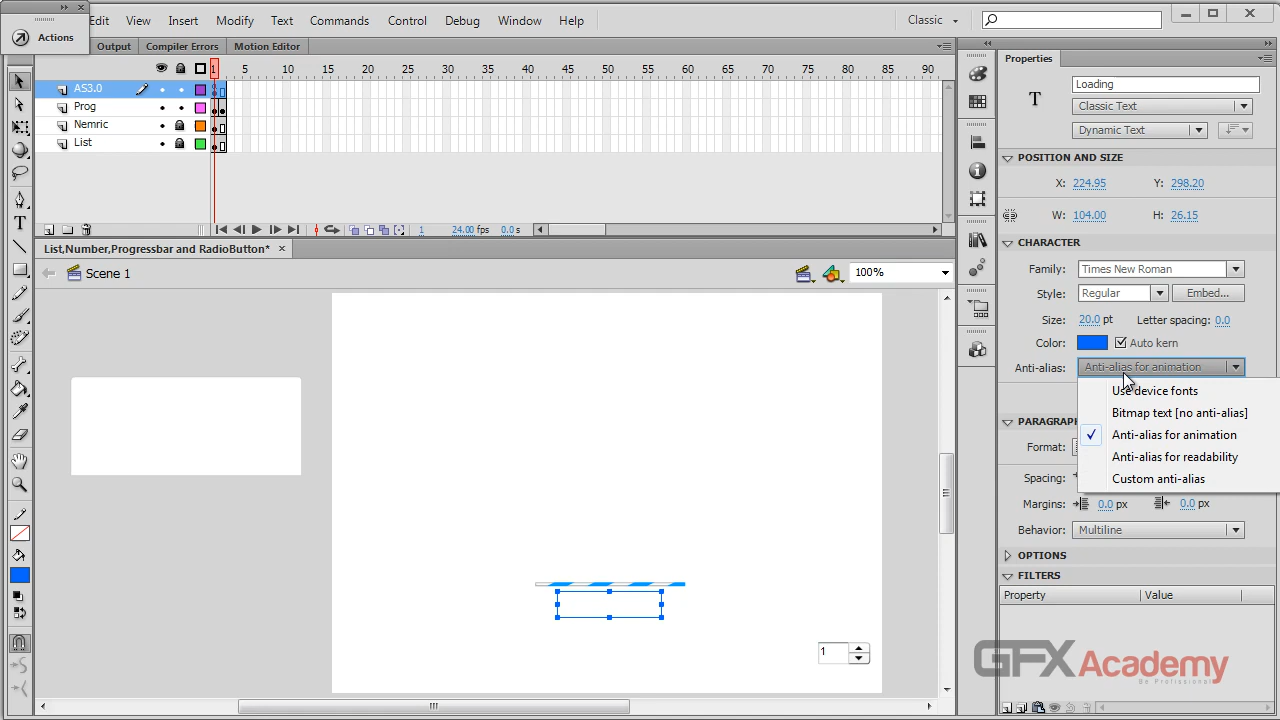 Edit View Insert Modify Text Commands Control Debug Window Help
Classic
Actions
Output Compiler Errors Motion Editor
1 5 10 15 20 25 30 35 40 45 50 55 60 65 70 75 80 85 90
AS3.0
Prog
Nemric
List
1 24.00 fps 0.0 s
List,Number,Progressbar and RadioButton*
Scene 1
100%
1
Properties
T
Loading
Classic Text
Dynamic Text
POSITION AND SIZE
X: 224.95 Y: 298.20
W: 104.00 H: 26.15
CHARACTER
Family: Times New Roman
Style: Regular Embed...
Size: 20.0 pt Letter spacing: 0.0
Color: Auto kern
Anti-alias: Anti-alias for animation
Use device fonts
Bitmap text [no anti-alias]
Anti-alias for animation
Anti-alias for readability
Custom anti-alias
Format:
Spacing:
Margins: 0.0 px 0.0 px
Behavior: Multiline
OPTIONS
FILTERS
Property Value
GFXAcademy
Be Professional